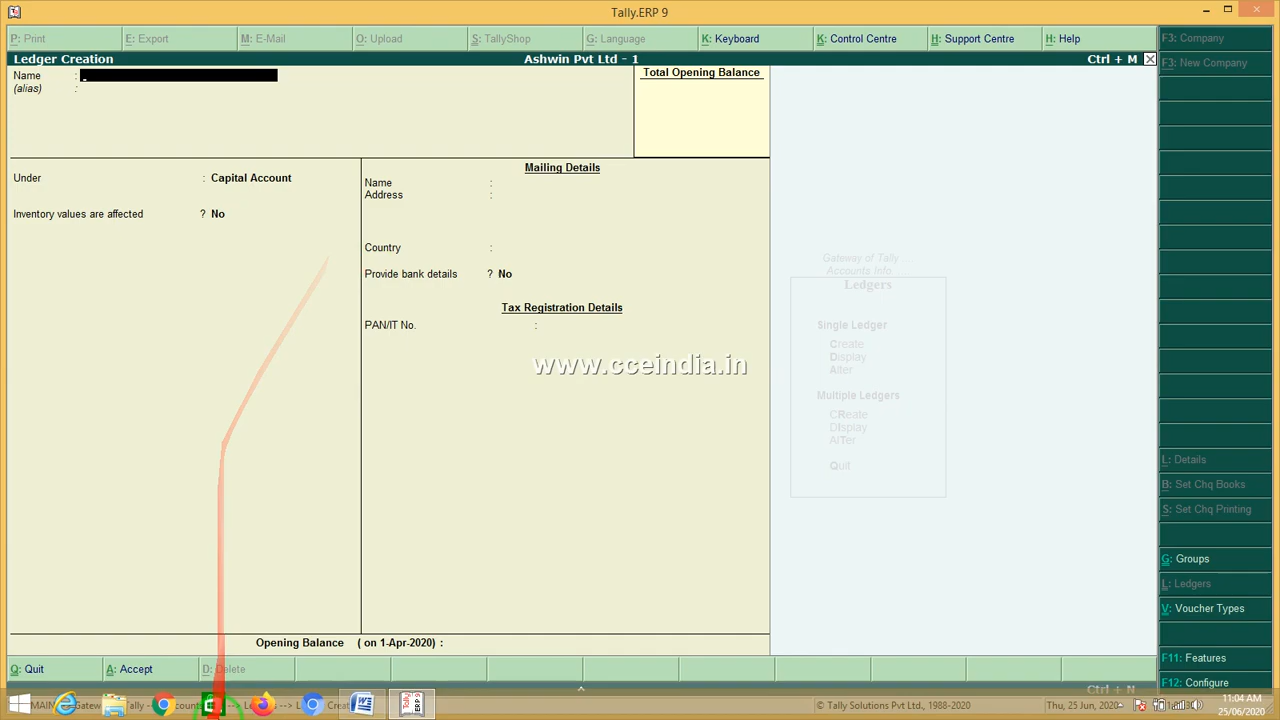 Tally.ERP 9
P: Print
E: Export
M: E-Mail
O: Upload
S: TallyShop
G: Language
K: Keyboard
K: Control Centre
H: Support Centre
H: Help
F3: Company
Ledger Creation
Ashwin Pvt Ltd - 1
Ctrl + M
F3: New Company
Name :
(alias) :
Total Opening Balance
Under : Capital Account
Inventory values are affected ? No
Mailing Details
Name :
Address :
Country :
Provide bank details ? No
Tax Registration Details
PAN/IT No. :
www.cceindia.in
Gateway of Tally
Accounts Info.
Ledgers
Single Ledger
Create
Display
Alter
Multiple Ledgers
CReate
DIsplay
AlTer
Quit
L: Details
B: Set Chq Books
S: Set Chq Printing
G: Groups
L: Ledgers
V: Voucher Types
F11: Features
F12: Configure
Opening Balance ( on 1-Apr-2020) :
Q: Quit
A: Accept
D: Delete
Ctrl + N
© Tally Solutions Pvt Ltd., 1988-2020
Thu, 25 Jun, 2020
11:04 AM
25/06/2020